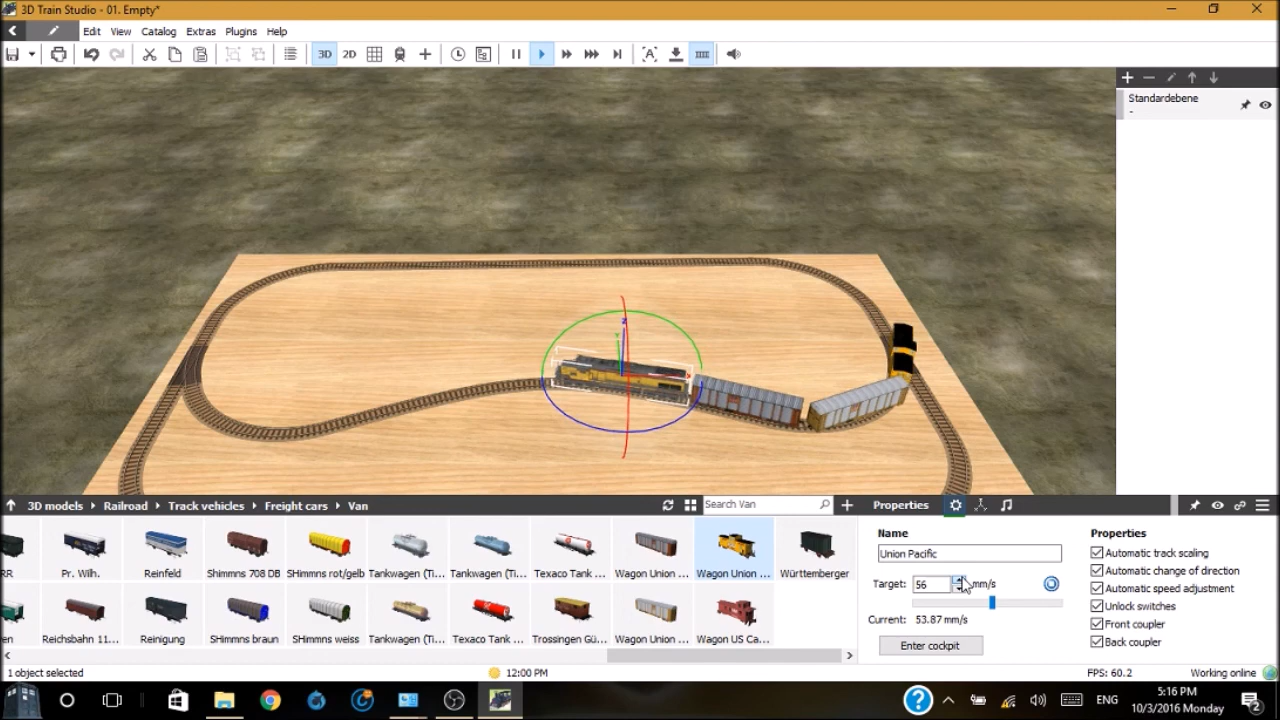 3D Train Studio - 01. Empty*
Edit View Catalog Extras Plugins Help
3D 2D
Standardebene
-
Z
3D models Railroad Track vehicles Freight cars Van
Search Van
Properties
RR Pr. Wilh. Reinfeld Shimmns 708 DB SHimmns rot/gelb Tankwagen (Ti... Tankwagen (Ti... Texaco Tank ... Wagon Union ... Wagon Union ... Württemberger
en Reichsbahn 11... Reinigung SHimmns braun SHimmns weiss Tankwagen (Ti... Texaco Tank ... Trossingen Gü... Wagon Union ... Wagon US Ca...
Name
Union Pacific
Target: 56 mm/s
Current: 53.87 mm/s
Enter cockpit
Properties
Automatic track scaling
Automatic change of direction
Automatic speed adjustment
Unlock switches
Front coupler
Back coupler
1 object selected
12:00 PM
FPS: 60.2
Working online
ENG
5:16 PM
10/3/2016 Monday
2